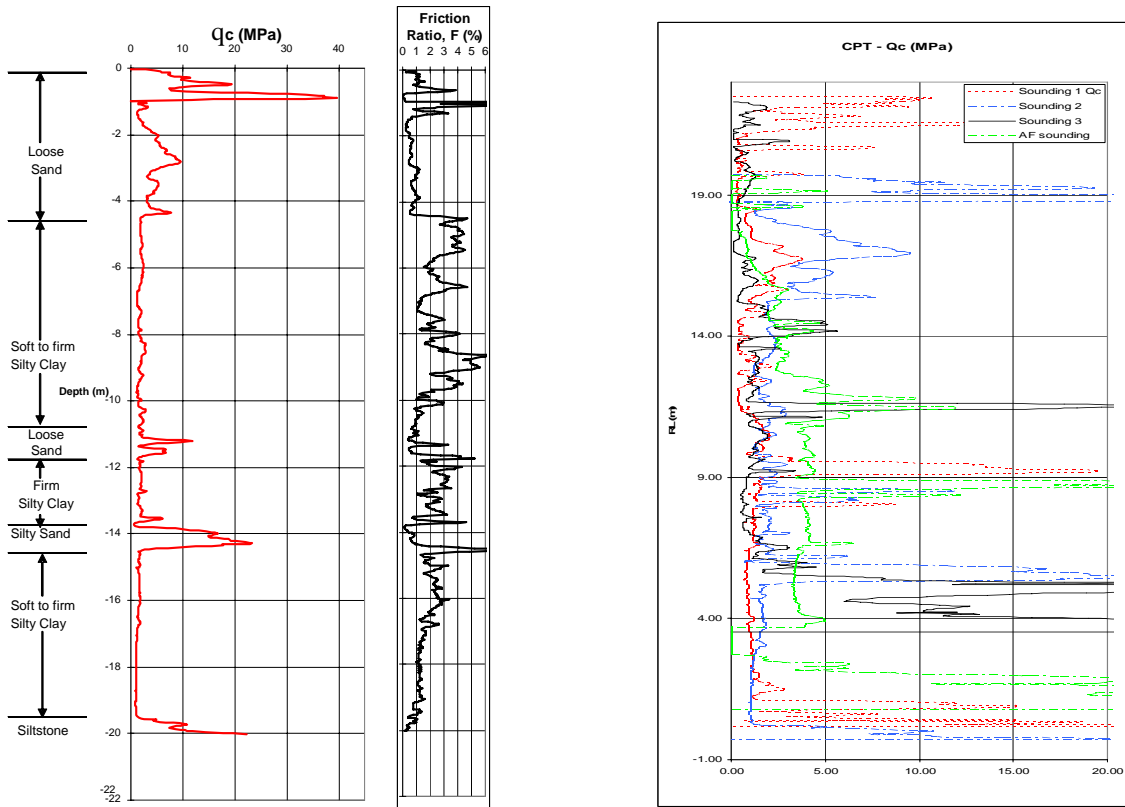 qc (MPa)
0 10 20 30 40
Friction
Ratio, F (%)
0 1 2 3 4 5 6
0
-2
-4
-6
-8
Depth (m)
-10
-12
-14
-16
-18
-20
-22
-22
Loose
Sand
Soft to firm
Silty Clay
Loose
Sand
Firm
Silty Clay
Silty Sand
Soft to firm
Silty Clay
Siltstone
CPT - Qc (MPa)
Sounding 1 Qc
Sounding 2
Sounding 3
AF sounding
19.00
14.00
RL(m)
9.00
4.00
-1.00
0.00 5.00 10.00 15.00 20.00